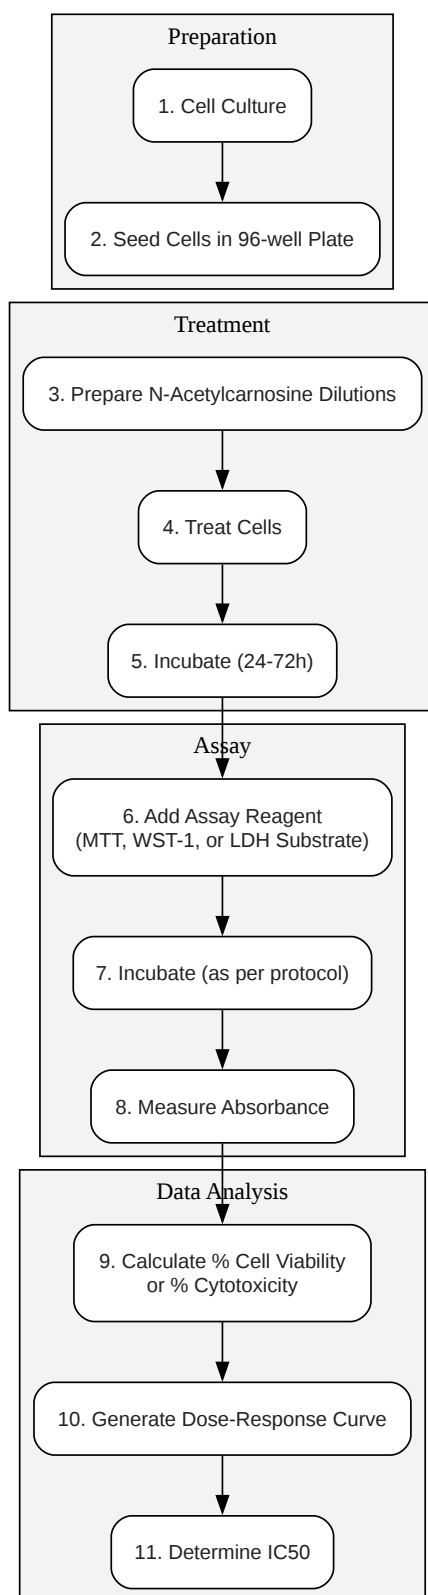 Preparation
1. Cell Culture
2. Seed Cells in 96-well Plate
Treatment
3. Prepare N-Acetylcarnosine Dilutions
4. Treat Cells
5. Incubate (24-72h)
Assay
6. Add Assay Reagent
(MTT, WST-1, or LDH Substrate)
7. Incubate (as per protocol)
8. Measure Absorbance
Data Analysis
9. Calculate % Cell Viability
or % Cytotoxicity
10. Generate Dose-Response Curve
11. Determine IC50